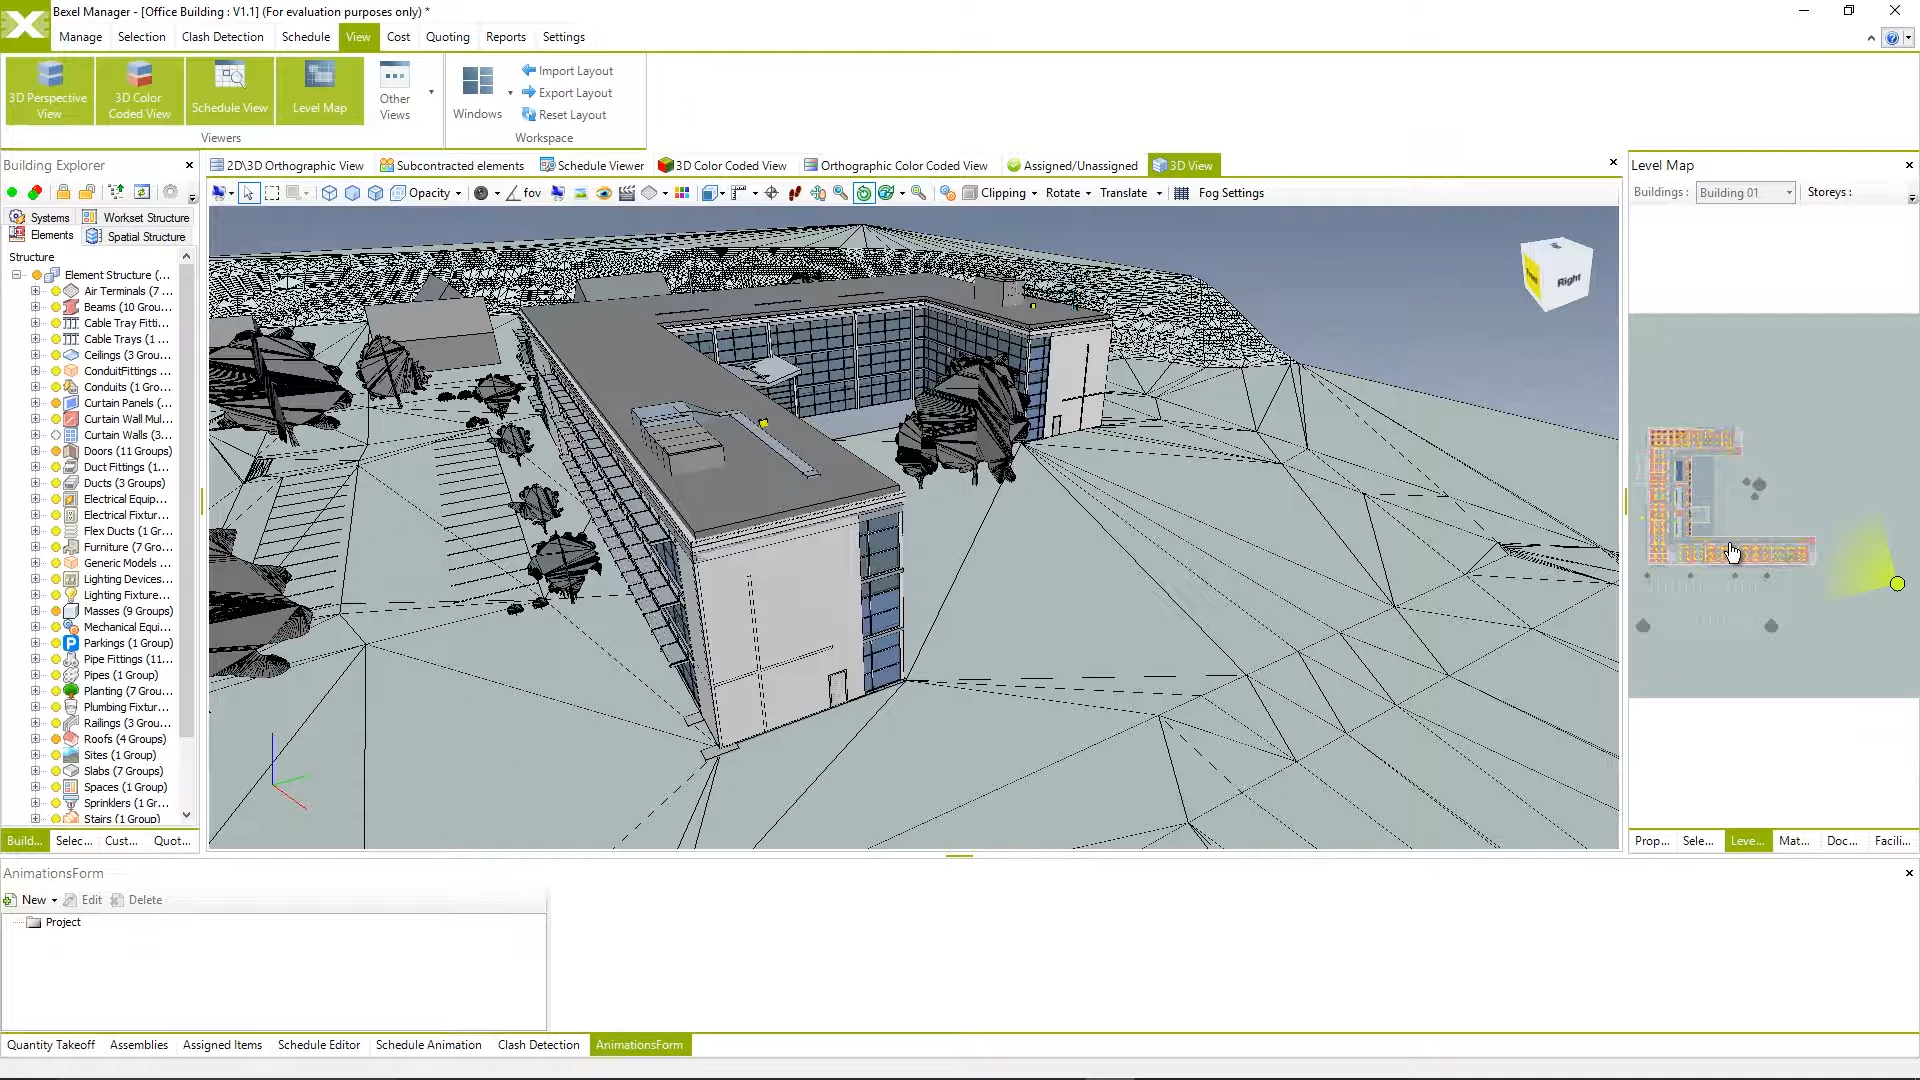 Bexel Manager - [Office Building : V1.1] (For evaluation purposes only) *
Manage Selection Clash Detection Schedule View Cost Quoting Reports Settings
3D Perspective View
3D Color Coded View
Schedule View
Level Map
Other Views
Windows
Import Layout
Export Layout
Reset Layout
Viewers
Workspace
Building Explorer
2D\3D Orthographic View Subcontracted elements Schedule Viewer 3D Color Coded View Orthographic Color Coded View Assigned/Unassigned 3D View
Level Map
Opacity fov Clipping Rotate Translate Fog Settings
Buildings : Building 01 Storeys :
Systems Workset Structure
Elements Spatial Structure
Structure
Element Structure (...
Air Terminals (7 ...
Beams (10 Grou...
Cable Tray Fitti...
Cable Trays (1 ...
Ceilings (3 Grou...
ConduitFittings ...
Conduits (1 Gro...
Curtain Panels (...
Curtain Wall Mul...
Curtain Walls (3...
Doors (11 Groups)
Duct Fittings (1...
Ducts (3 Groups)
Electrical Equip...
Electrical Fixtur...
Flex Ducts (1 Gr...
Furniture (7 Gro...
Generic Models ...
Lighting Devices...
Lighting Fixture...
Masses (9 Groups)
Mechanical Equi...
Parkings (1 Group)
Pipe Fittings (11...
Pipes (1 Group)
Planting (7 Grou...
Plumbing Fixtur...
Railings (3 Grou...
Roofs (4 Groups)
Sites (1 Group)
Slabs (7 Groups)
Spaces (1 Group)
Sprinklers (1 Gr...
Stairs (1 Group)
Right
Build... Selec... Cust... Quot...
Prop... Sele... Leve... Mat... Doc... Facili...
AnimationsForm
New Edit Delete
Project
Quantity Takeoff Assemblies Assigned Items Schedule Editor Schedule Animation Clash Detection AnimationsForm